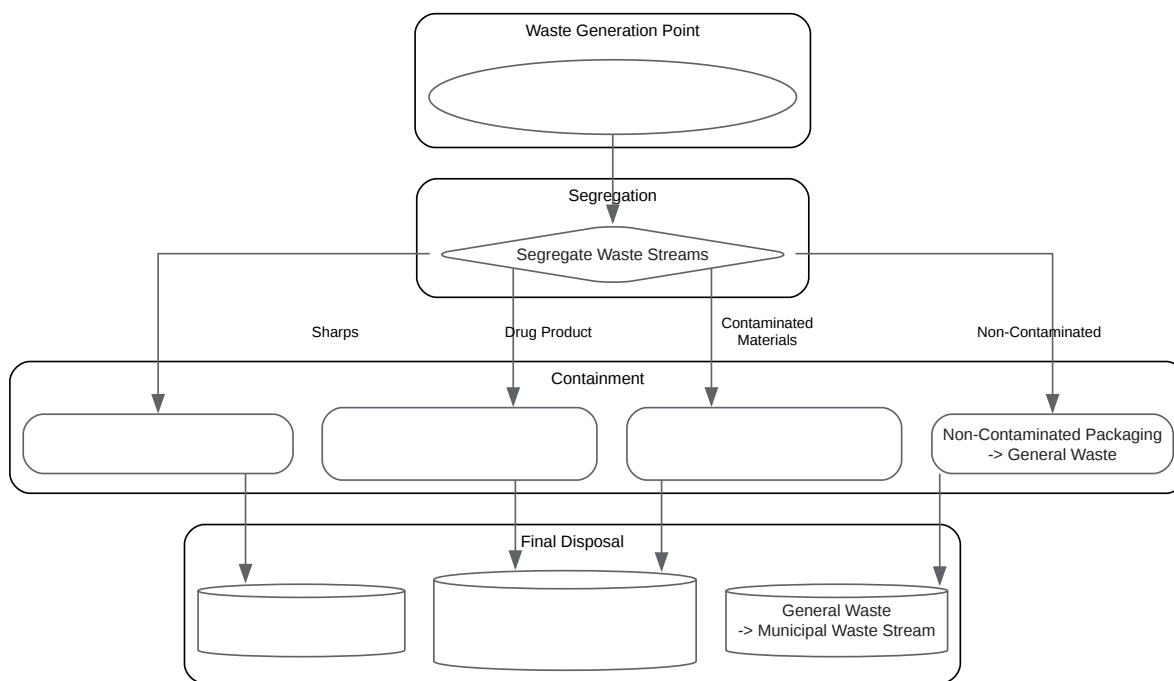 Waste Generation Point
Segregation
Segregate Waste Streams
Sharps
Drug Product
Contaminated
Materials
Non-Contaminated
Containment
Non-Contaminated Packaging
-> General Waste
Final Disposal
General Waste
-> Municipal Waste Stream